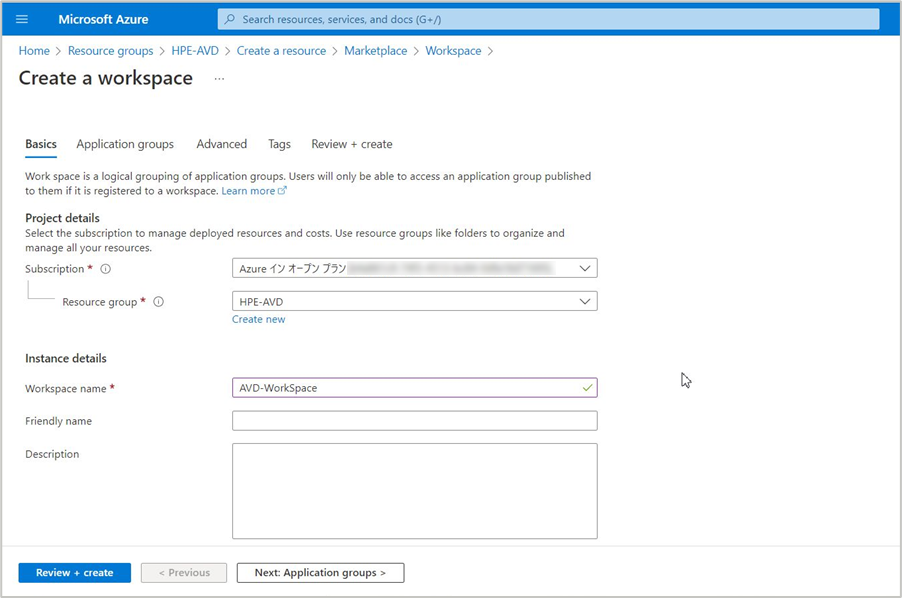 Microsoft Azure
Search resources, services, and docs (G+/)
Home > Resource groups > HPE-AVD > Create a resource > Marketplace > Workspace >
Create a workspace ...
Basics Application groups Advanced Tags Review + create
Work space is a logical grouping of application groups. Users will only be able to access an application group published
to them if it is registered to a workspace. Learn more
Project details
Select the subscription to manage deployed resources and costs. Use resource groups like folders to organize and
manage all your resources.
Subscription * Azure イン オープン プラン
Resource group * HPE-AVD
Create new
Instance details
Workspace name * AVD-WorkSpace
Friendly name
Description
Review + create < Previous Next: Application groups >